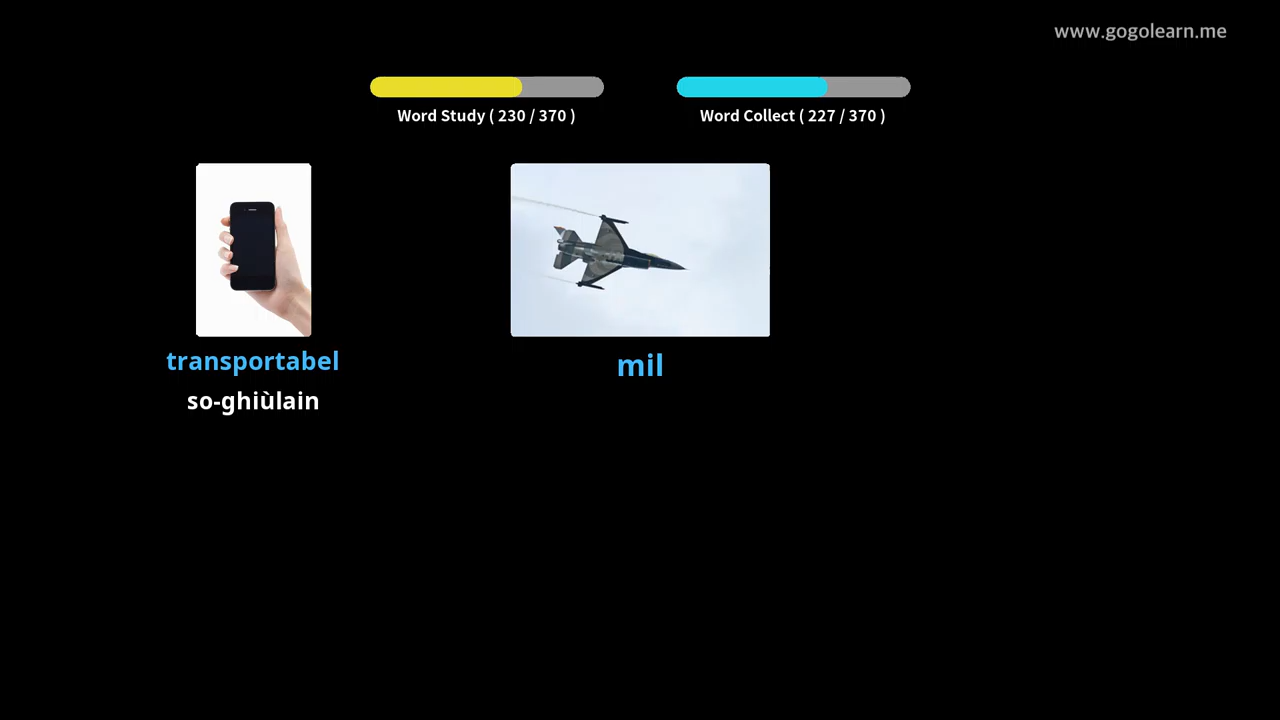 www.gogolearn.me
Word Study ( 230 / 370 )
Word Collect ( 227 / 370 )
transportabel
so-ghiùlain
mil